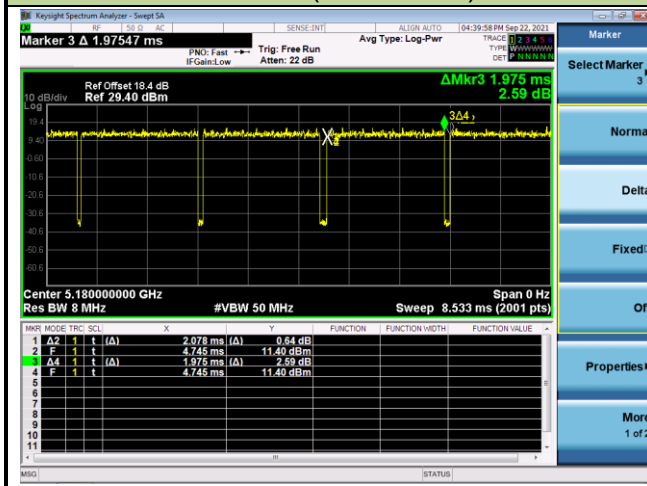 Keysight Spectrum Analyzer - Swept SA
RF 50 Ω AC SENSE:INT ALIGN AUTO 04:39:58 PM Sep 22, 2021
Marker 3 Δ 1.97547 ms
PNO: Fast
IFGain:Low
Trig: Free Run
Atten: 22 dB
Avg Type: Log-Pwr
TRACE 1 2 3 4 5 6
TYPE WWWWWW
DET P N N N N N
Ref Offset 18.4 dB
10 dB/div Ref 29.40 dBm
Log
ΔMkr3 1.975 ms
2.59 dB
19.4
9.40
-0.60
-10.6
-20.6
-30.6
-40.6
-50.6
-60.6
3Δ4
Center 5.180000000 GHz Span 0 Hz
Res BW 8 MHz #VBW 50 MHz Sweep 8.533 ms (2001 pts)
MKR MODE TRC SCL X Y FUNCTION FUNCTION WIDTH FUNCTION VALUE
1 Δ2 1 t (Δ) 2.078 ms (Δ) 0.64 dB
2 F 1 t 4.745 ms 11.40 dBm
3 Δ4 1 t (Δ) 1.975 ms (Δ) 2.59 dB
4 F 1 t 4.745 ms 11.40 dBm
5
6
7
8
9
10
11
MSG STATUS
Marker
Select Marker
3
Norma
Delta
Fixed
Of
Properties
More
1 of 2